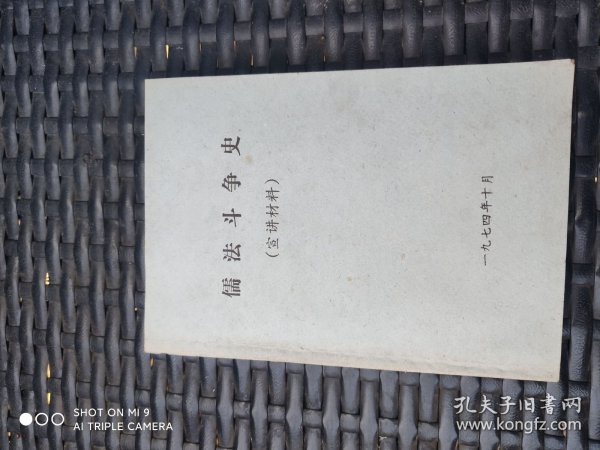 儒法斗争史
(宣讲材料)
一九七四年十月
SHOT ON MI 9
AI TRIPLE CAMERA
孔夫子旧書网
www.kongfz.com